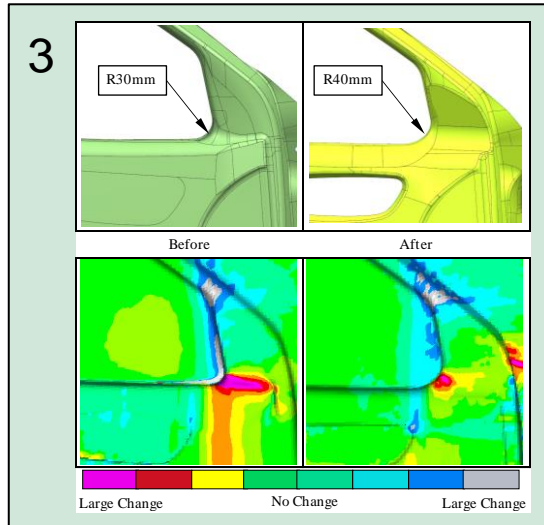 3
R30mm
R40mm
Before
After
Large Change
No Change
Large Change